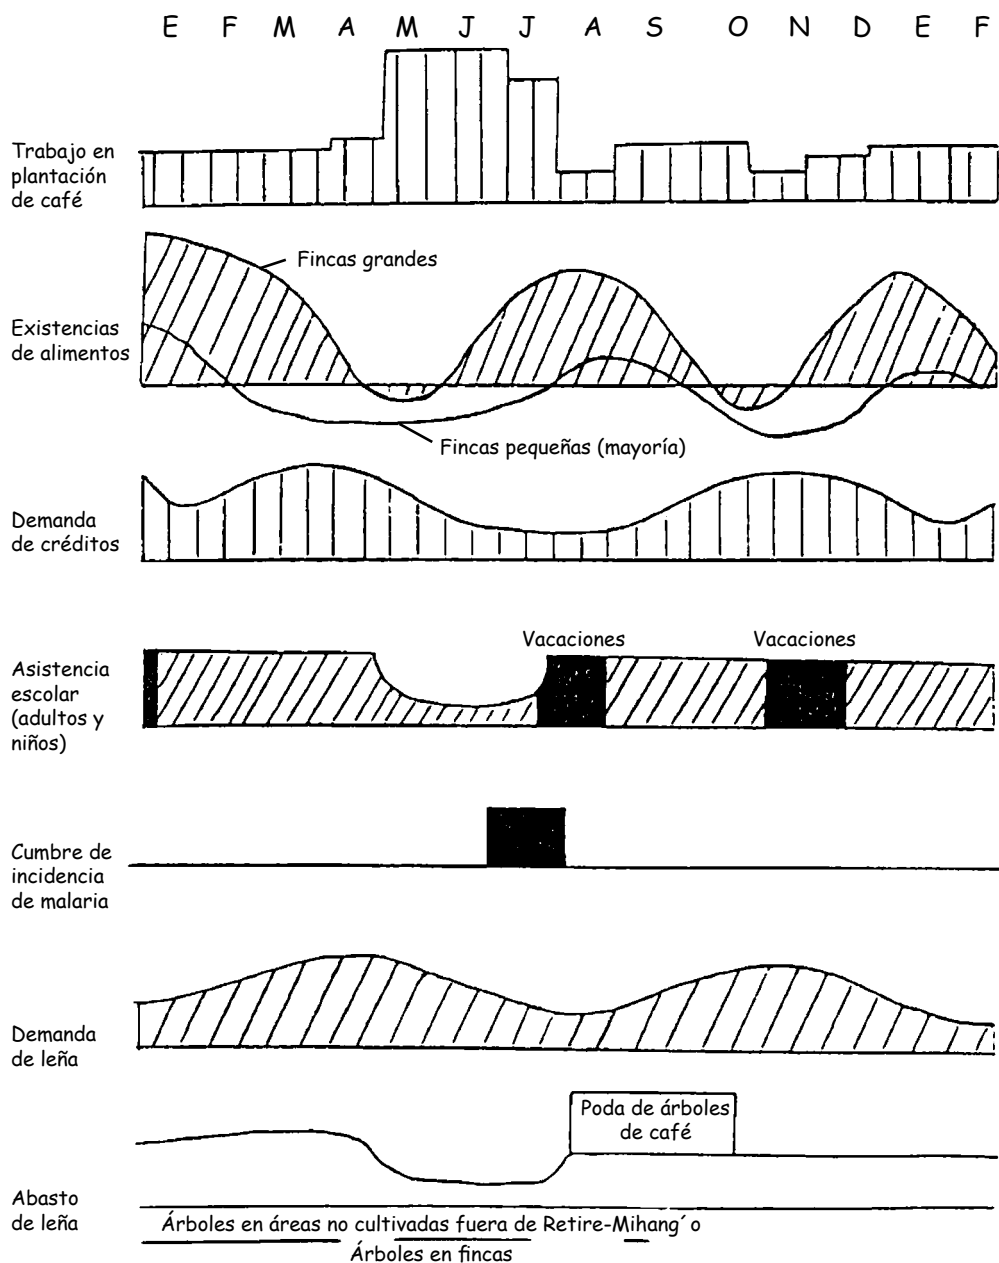 E F M A M J J A S O N D E F
Trabajo en
plantación
de café
Fincas grandes
Existencias
de alimentos
Fincas pequeñas (mayoría)
Demanda
de créditos
Vacaciones Vacaciones
Asistencia
escolar
(adultos y
niños)
Cumbre de
incidencia
de malaria
Demanda
de leña
Poda de árboles
de café
Abasto
de leña
Árboles en áreas no cultivadas fuera de Retire-Mihang´o
Árboles en fincas